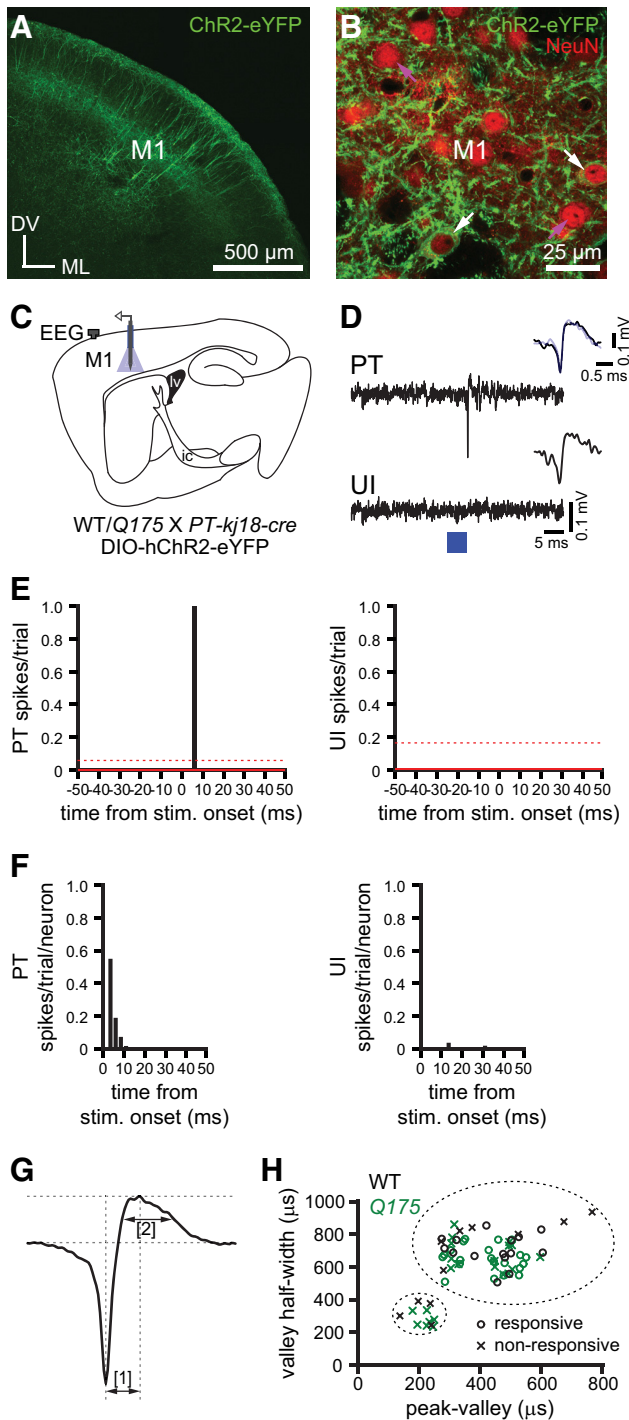 A
ChR2-eYFP
M1
DV
ML
500 µm
B
ChR2-eYFP
NeuN
M1
25 µm
C
EEG
M1
lv
ic
WT/Q175 X PT-kj18-cre
DIO-hChR2-eYFP
D
PT
0.1 mV
0.5 ms
UI
0.1 mV
5 ms
E
PT spikes/trial
1.0
0.8
0.6
0.4
0.2
0
-50 -40 -30 -20 -10 0 10 20 30 40 50
time from stim. onset (ms)
UI spikes/trial
1.0
0.8
0.6
0.4
0.2
0
-50 -40 -30 -20 -10 0 10 20 30 40 50
time from stim. onset (ms)
F
PT
spikes/trial/neuron
1.0
0.8
0.6
0.4
0.2
0
0 10 20 30 40 50
time from
stim. onset (ms)
UI
spikes/trial/neuron
1.0
0.8
0.6
0.4
0.2
0
0 10 20 30 40 50
time from
stim. onset (ms)
G
[2]
[1]
H
WT
Q175
valley half-width (µs)
1000
800
600
400
200
0
responsive
non-responsive
0 200 400 600 800
peak-valley (µs)